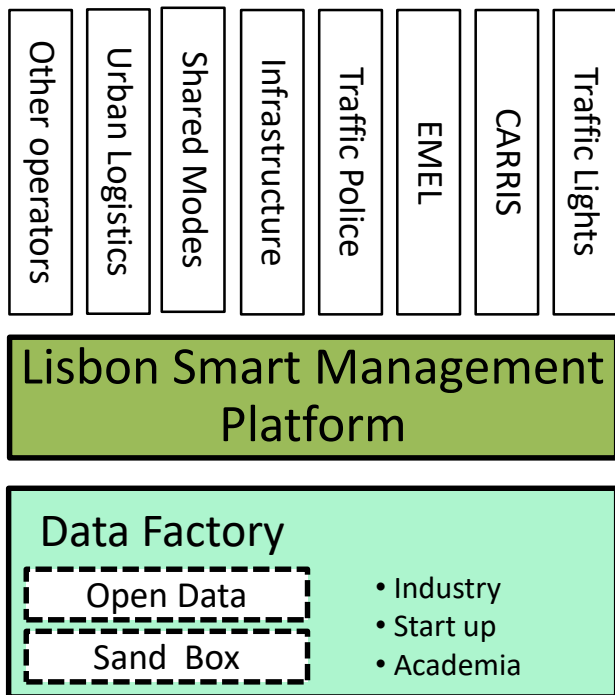 Other operators
Urban Logistics
Shared Modes
Infrastructure
Traffic Police
EMEL
CARRIS
Traffic Lights
Lisbon Smart Management
Platform
Data Factory
Open Data
Sand Box
• Industry
• Start up
• Academia